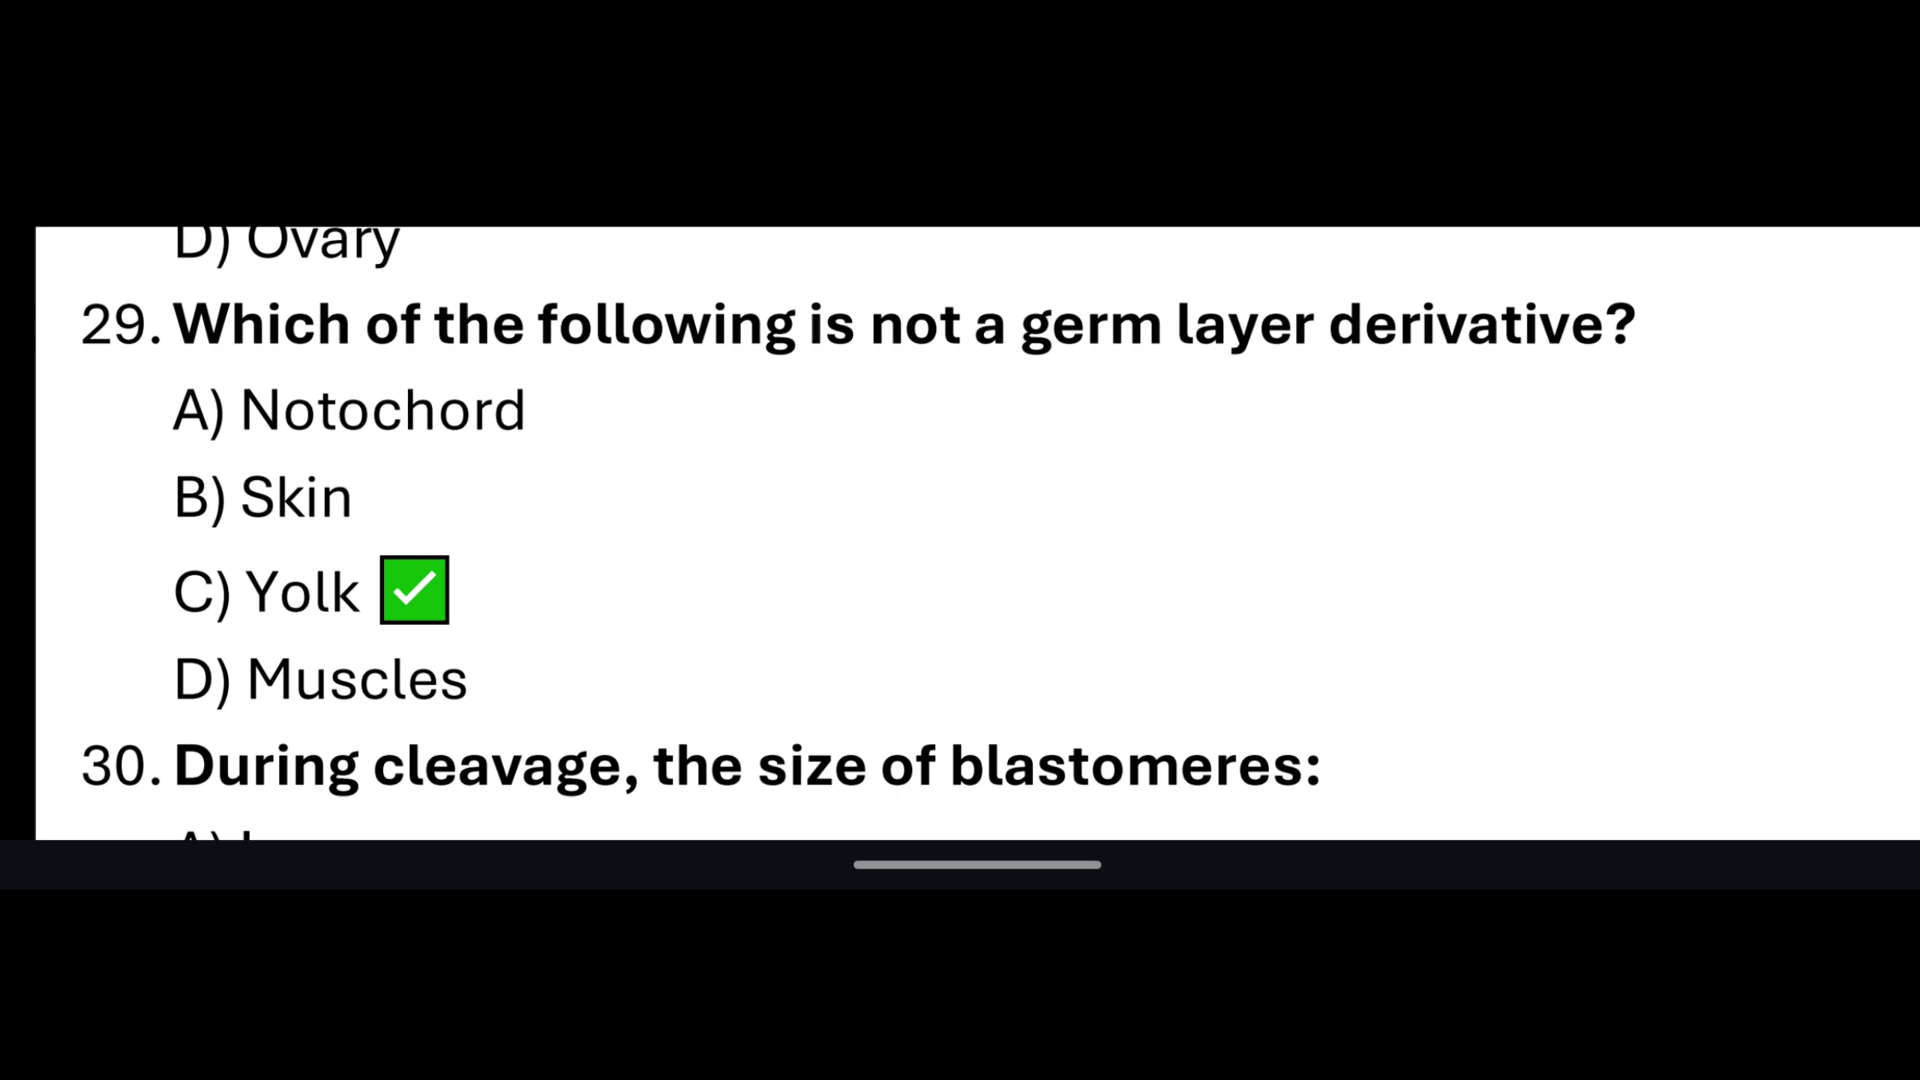 D) Ovary
29. Which of the following is not a germ layer derivative?
A) Notochord
B) Skin
C) Yolk ✅
D) Muscles
30. During cleavage, the size of blastomeres: